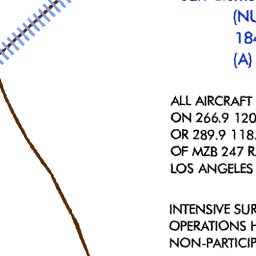 (NU
184
(A)
ALL AIRCRAFT
ON 266.9 120
OR 289.9 118.
OF MZB 247 R
LOS ANGELES
INTENSIVE SUR
OPERATIONS H
NON-PARTICIP